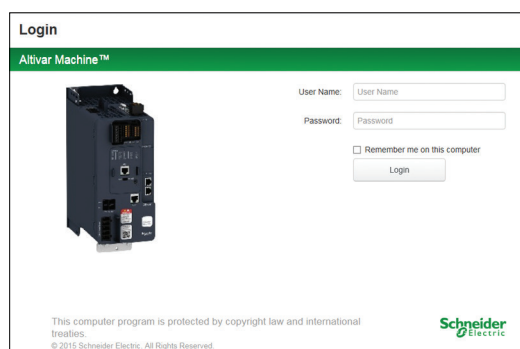 Login
Altivar Machine™
User Name:
User Name
Password:
Password
Remember me on this computer
Login
This computer program is protected by copyright law and international
treaties.
© 2015 Schneider Electric. All Rights Reserved.
Schneider
Electric